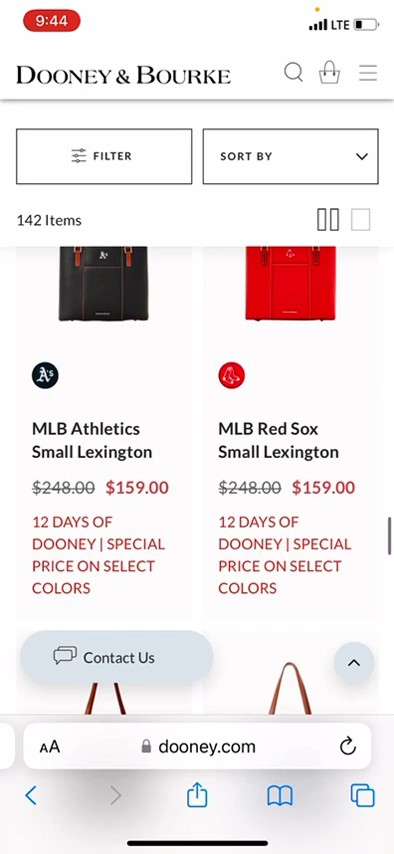 9:44
LTE
DOONEY & BOURKE
FILTER
SORT BY
142 Items
A's
A's
MLB Athletics
Small Lexington
$248.00 $159.00
12 DAYS OF
DOONEY | SPECIAL
PRICE ON SELECT
COLORS
MLB Red Sox
Small Lexington
$248.00 $159.00
12 DAYS OF
DOONEY | SPECIAL
PRICE ON SELECT
COLORS
Contact Us
AA
dooney.com